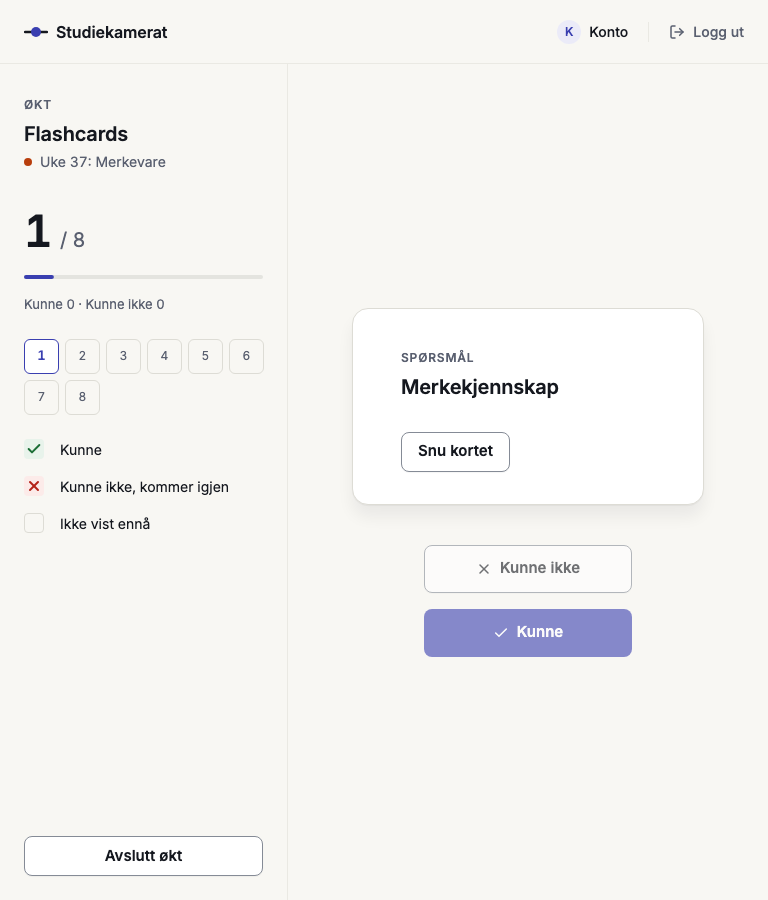 Studiekamerat
K Konto
Logg ut
ØKT
Flashcards
Uke 37: Merkevare
1 / 8
Kunne 0 · Kunne ikke 0
1 2 3 4 5 6
7 8
Kunne
Kunne ikke, kommer igjen
Ikke vist ennå
Avslutt økt
SPØRSMÅL
Merkekjennskap
Snu kortet
Kunne ikke
Kunne